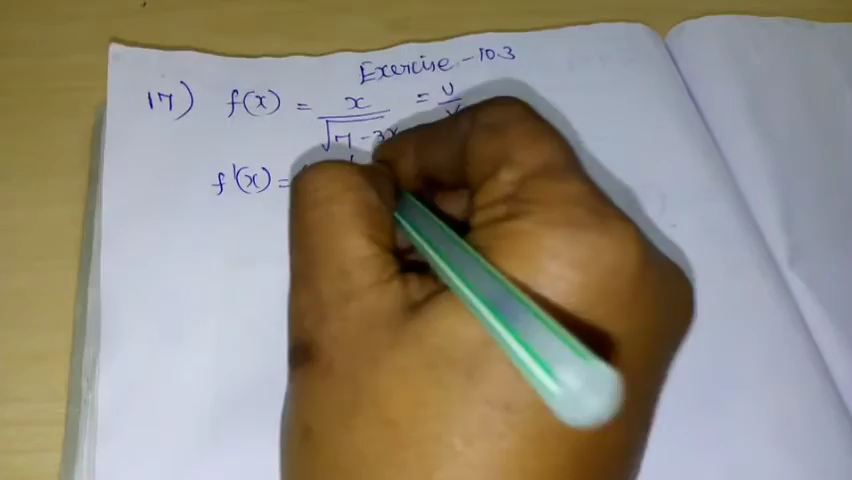 Exercise - 10.3
17) f(x) = x/√7-3x = U/V
f'(x) =